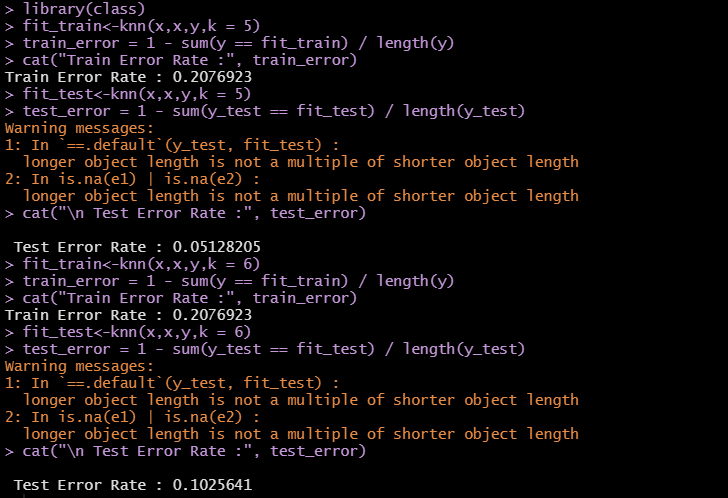 > library(class)
> fit_train<-knn(x,x,y,k = 5)
> train_error = 1 - sum(y == fit_train) / length(y)
> cat("Train Error Rate :", train_error)
Train Error Rate : 0.2076923
> fit_test<-knn(x,x,y,k = 5)
> test_error = 1 - sum(y_test == fit_test) / length(y_test)
Warning messages:
1: In `==.default`(y_test, fit_test) :
  longer object length is not a multiple of shorter object length
2: In is.na(e1) | is.na(e2) :
  longer object length is not a multiple of shorter object length
> cat("\n Test Error Rate :", test_error)

 Test Error Rate : 0.05128205
> fit_train<-knn(x,x,y,k = 6)
> train_error = 1 - sum(y == fit_train) / length(y)
> cat("Train Error Rate :", train_error)
Train Error Rate : 0.2076923
> fit_test<-knn(x,x,y,k = 6)
> test_error = 1 - sum(y_test == fit_test) / length(y_test)
Warning messages:
1: In `==.default`(y_test, fit_test) :
  longer object length is not a multiple of shorter object length
2: In is.na(e1) | is.na(e2) :
  longer object length is not a multiple of shorter object length
> cat("\n Test Error Rate :", test_error)

 Test Error Rate : 0.1025641